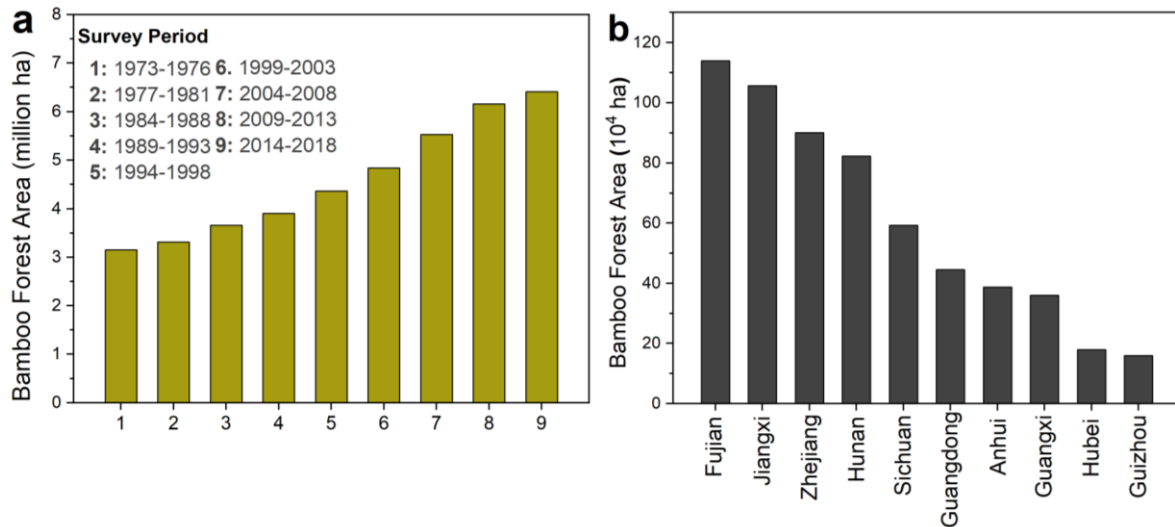 a
Bamboo Forest Area (million ha)
8
7
6
5
4
3
2
1
0
Survey Period
1: 1973-1976 6. 1999-2003
2: 1977-1981 7: 2004-2008
3: 1984-1988 8: 2009-2013
4: 1989-1993 9: 2014-2018
5: 1994-1998
1 2 3 4 5 6 7 8 9
b
Bamboo Forest Area (10⁴ ha)
120
100
80
60
40
20
0
Fujian
Jiangxi
Zhejiang
Hunan
Sichuan
Guangdong
Anhui
Guangxi
Hubei
Guizhou